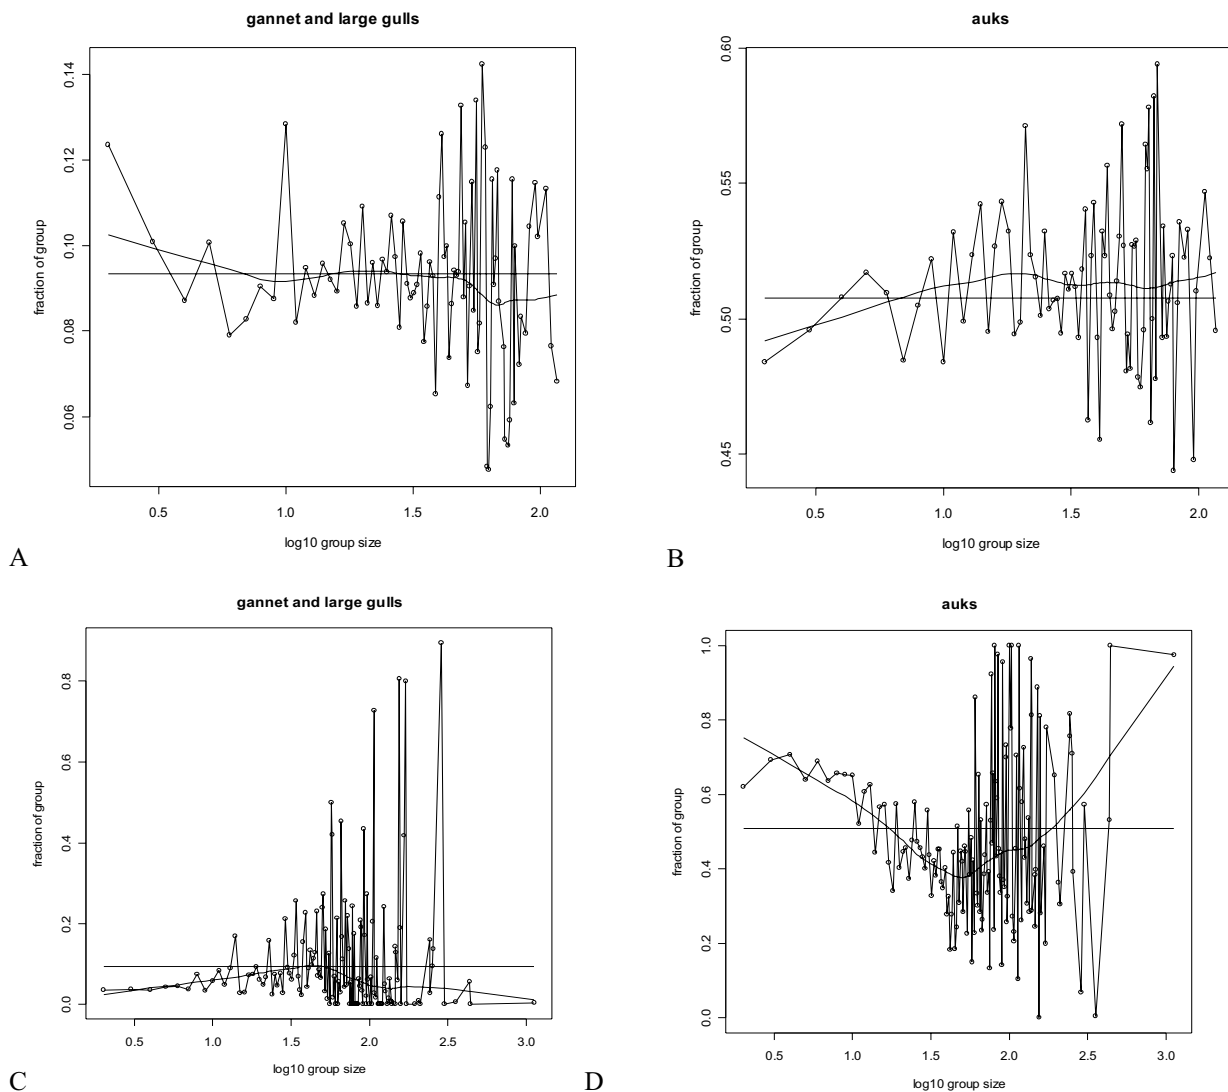 gannet and large gulls
auks
0.14
0.12
0.10
0.08
0.06
fraction of group
0.5
1.0
1.5
2.0
log10 group size
0.60
0.55
0.50
0.45
fraction of group
0.5
1.0
1.5
2.0
log10 group size
A
B
gannet and large gulls
auks
0.8
0.6
0.4
0.2
0.0
fraction of group
0.5
1.0
1.5
2.0
2.5
3.0
log10 group size
1.0
0.8
0.6
0.4
0.2
0.0
fraction of group
0.5
1.0
1.5
2.0
2.5
3.0
log10 group size
C
D